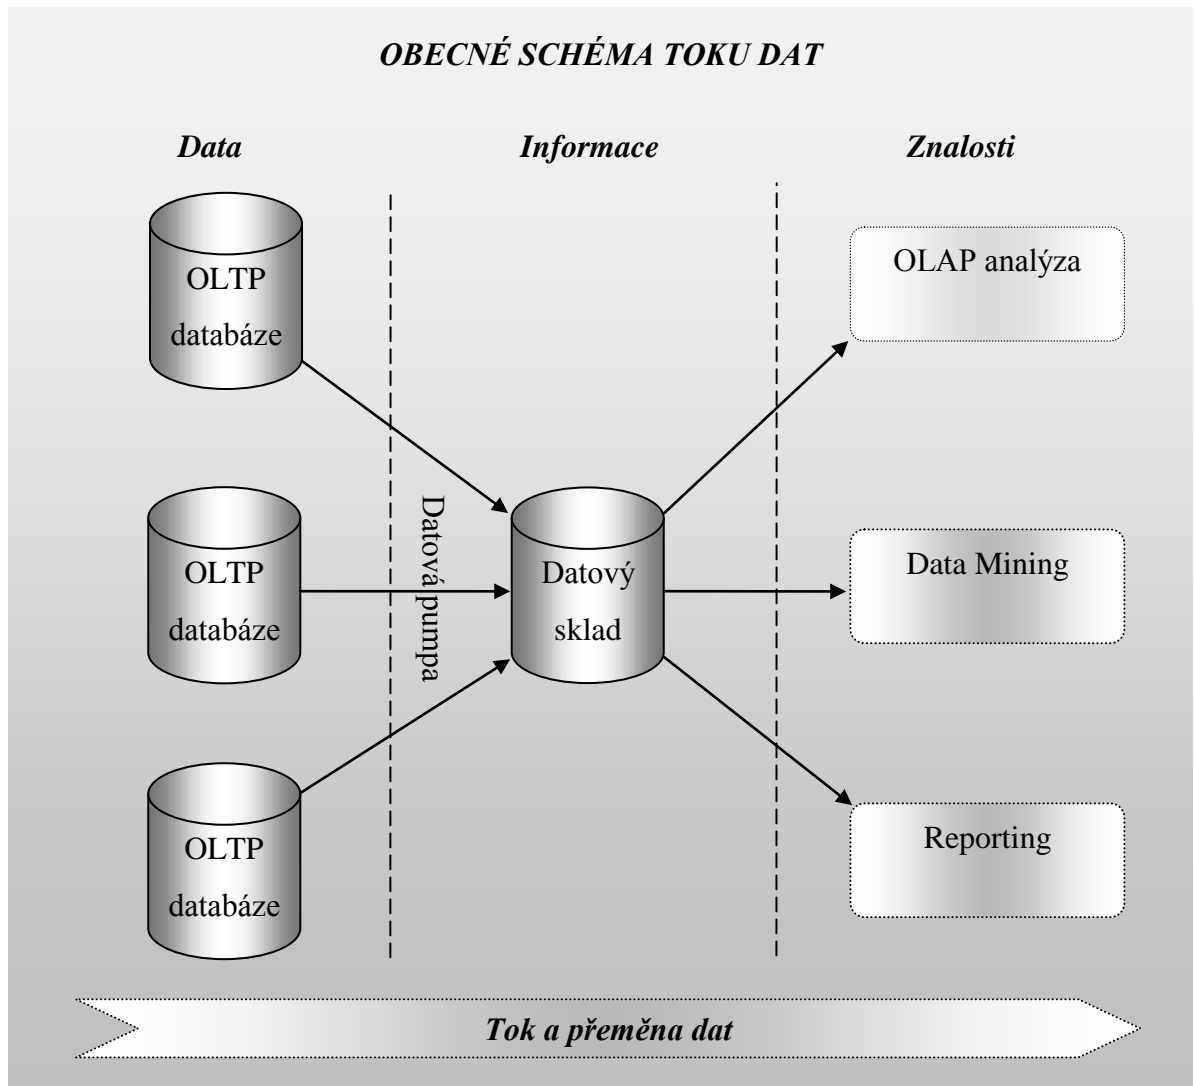 OBECNÉ SCHÉMA TOKU DAT
Data
Informace
Znalosti
OLTP
databáze
OLAP analýza
OLTP
databáze
Datová pumpa
Datový
sklad
Data Mining
OLTP
databáze
Reporting
Tok a přeměna dat